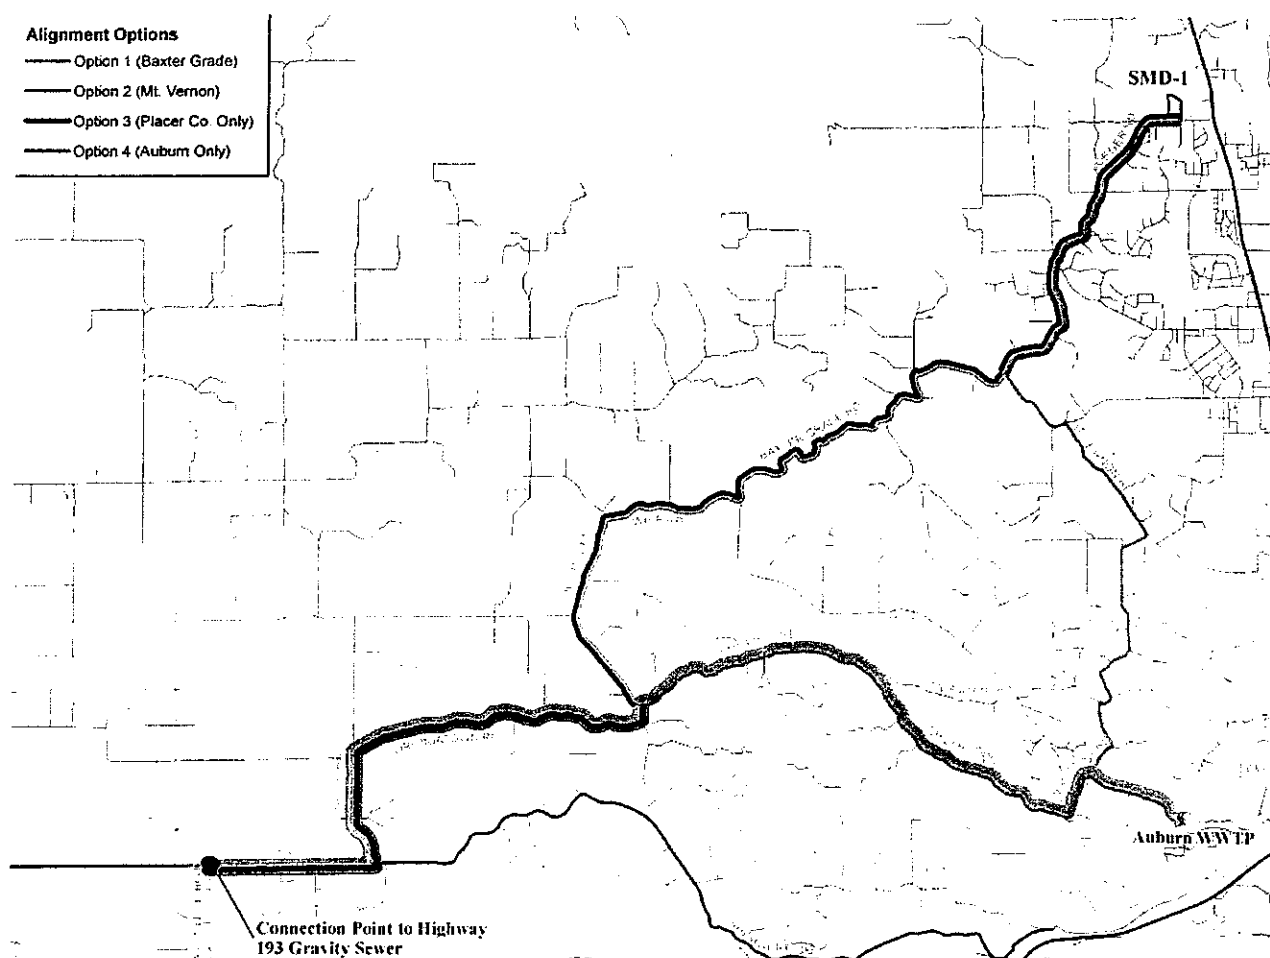 Alignment Options
Option 1 (Baxter Grade)
Option 2 (Mt. Vernon)
Option 3 (Placer Co. Only)
Option 4 (Auburn Only)
SMD-1
Auburn WWTP
Connection Point to Highway
193 Gravity Sewer